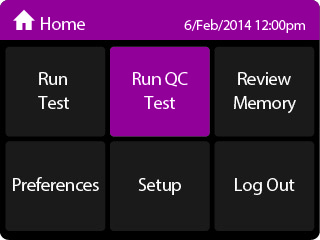 Home 6/Feb/2014 12:00pm
Run
Test
Run QC
Test
Review
Memory
Preferences
Setup
Log Out